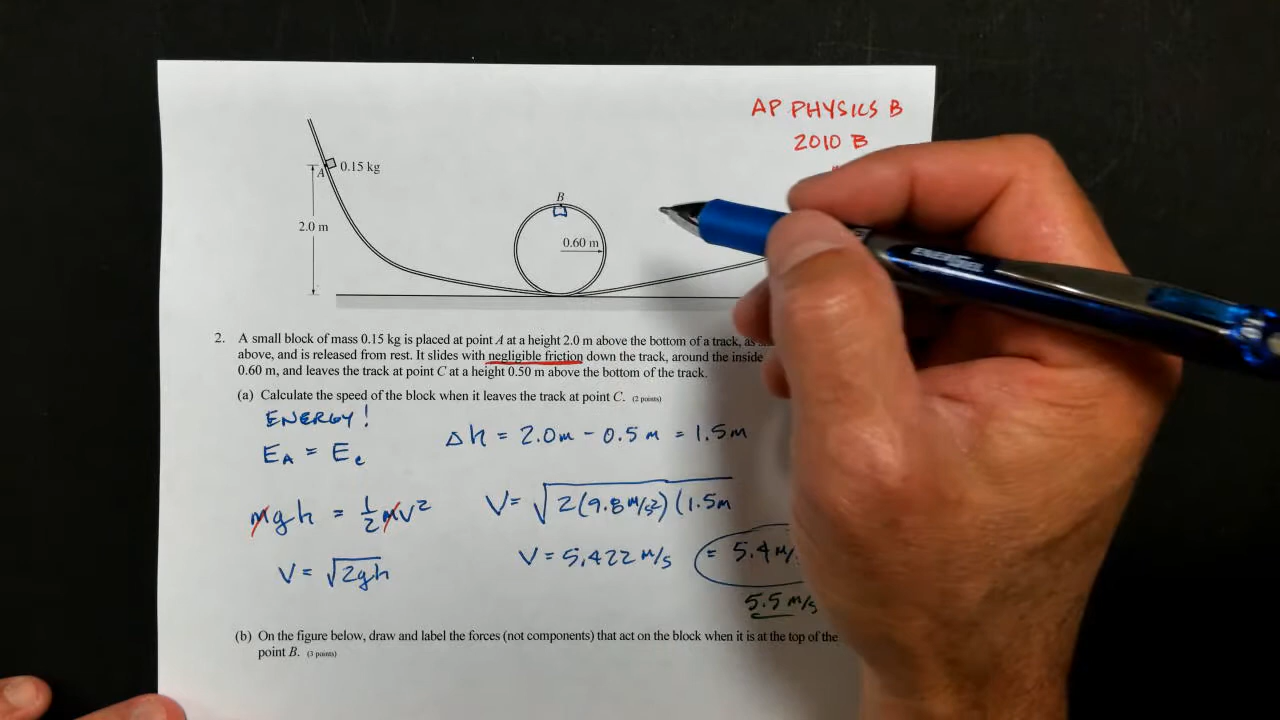 AP PHYSICS B
2010 B
A
0.15 kg
B
2.0 m
0.60 m
2. A small block of mass 0.15 kg is placed at point A at a height 2.0 m above the bottom of a track, as
above, and is released from rest. It slides with negligible friction down the track, around the inside
0.60 m, and leaves the track at point C at a height 0.50 m above the bottom of the track.
(a) Calculate the speed of the block when it leaves the track at point C. (2 points)
ENERGY!
Δh = 2.0m - 0.5m = 1.5m
E_A = E_c
mgh = 1/2 mv²
V = √2(9.8 m/s²)(1.5m
V = √2gh
V = 5.422 m/s
= 5.4 m/
5.5 m/s
(b) On the figure below, draw and label the forces (not components) that act on the block when it is at the top of the
point B. (3 points)